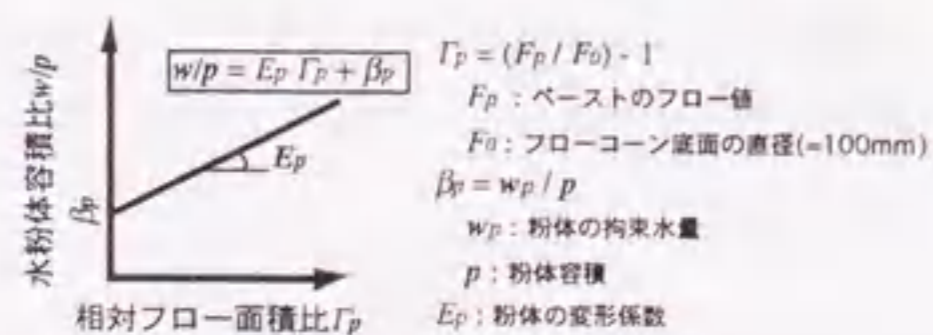 水粉体容積比w/p
w/p = Ep Γp + βp
Ep
βp
相対フロー面積比Γp
Γp = (Fp / F0) - 1
Fp : ペーストのフロー値
F0 : フローコーン底面の直径(=100mm)
βp = wp / p
wp : 粉体の拘束水量
p : 粉体容積
Ep : 粉体の変形係数